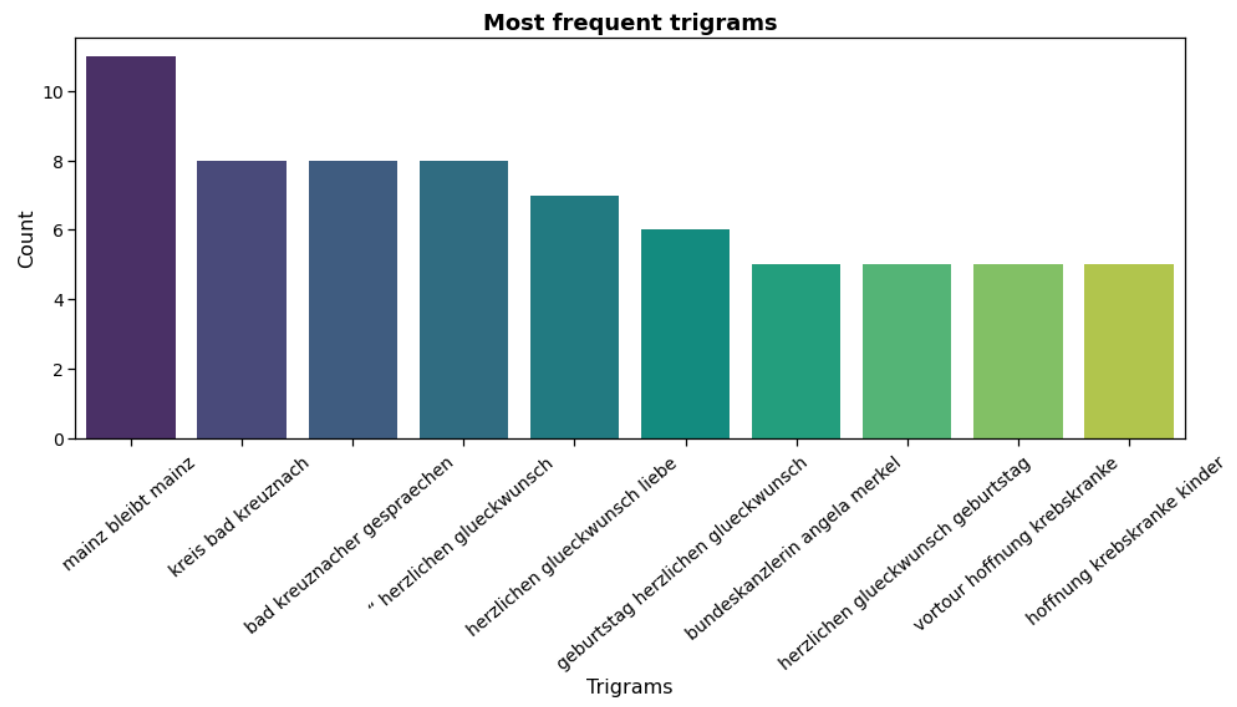 Most frequent trigrams
Count
10
8
6
4
2
0
mainz bleibt mainz
kreis bad kreuznach
bad kreuznacher gespraechen
“ herzlichen glueckwunsch
herzlichen glueckwunsch liebe
geburtstag herzlichen glueckwunsch
bundeskanzlerin angela merkel
herzlichen glueckwunsch geburtstag
vortour hoffnung krebskranke
hoffnung krebskranke kinder
Trigrams